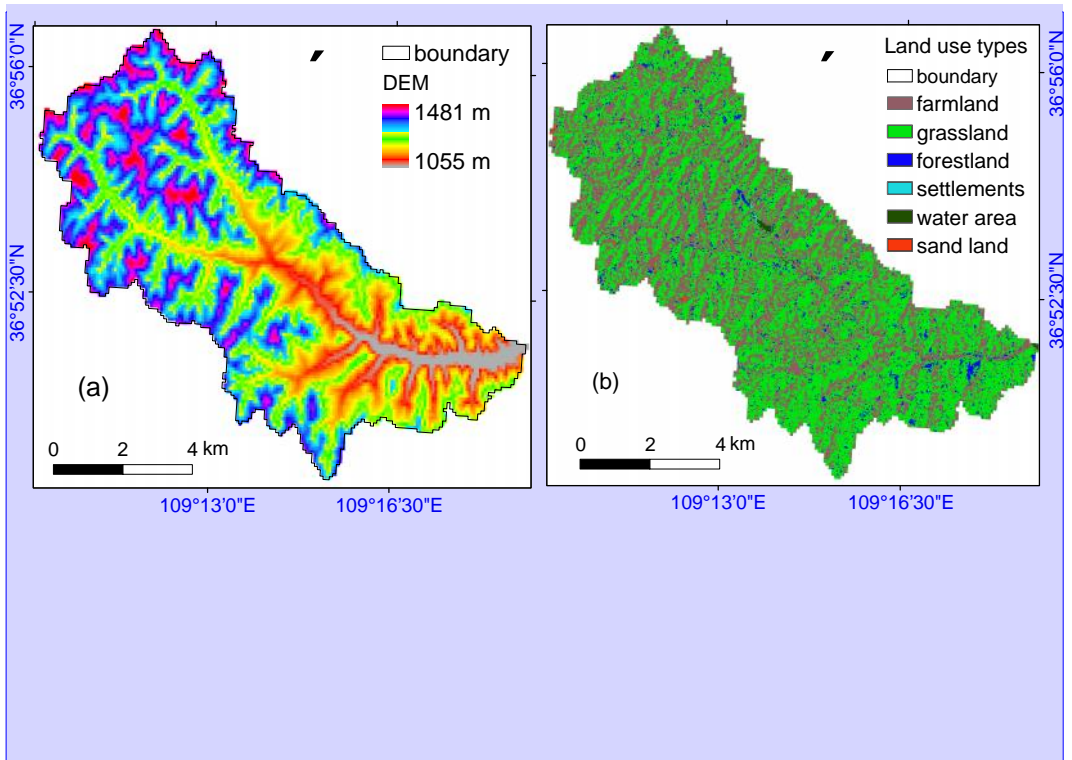 boundary
DEM
1481 m
1055 m
(a)
0 2 4 km
36°56'0"N
36°52'30"N
109°13'0"E 109°16'30"E
Land use types
boundary
farmland
grassland
forestland
settlements
water area
sand land
(b)
0 2 4 km
36°56'0"N
36°52'30"N
109°13'0"E 109°16'30"E